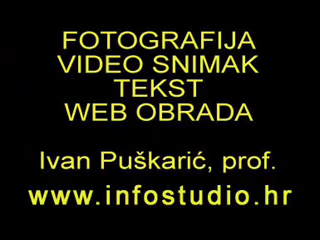 FOTOGRAFIJA
VIDEO SNIMAK
TEKST
WEB OBRADA
Ivan Puškarić, prof.
www.infostudio.hr